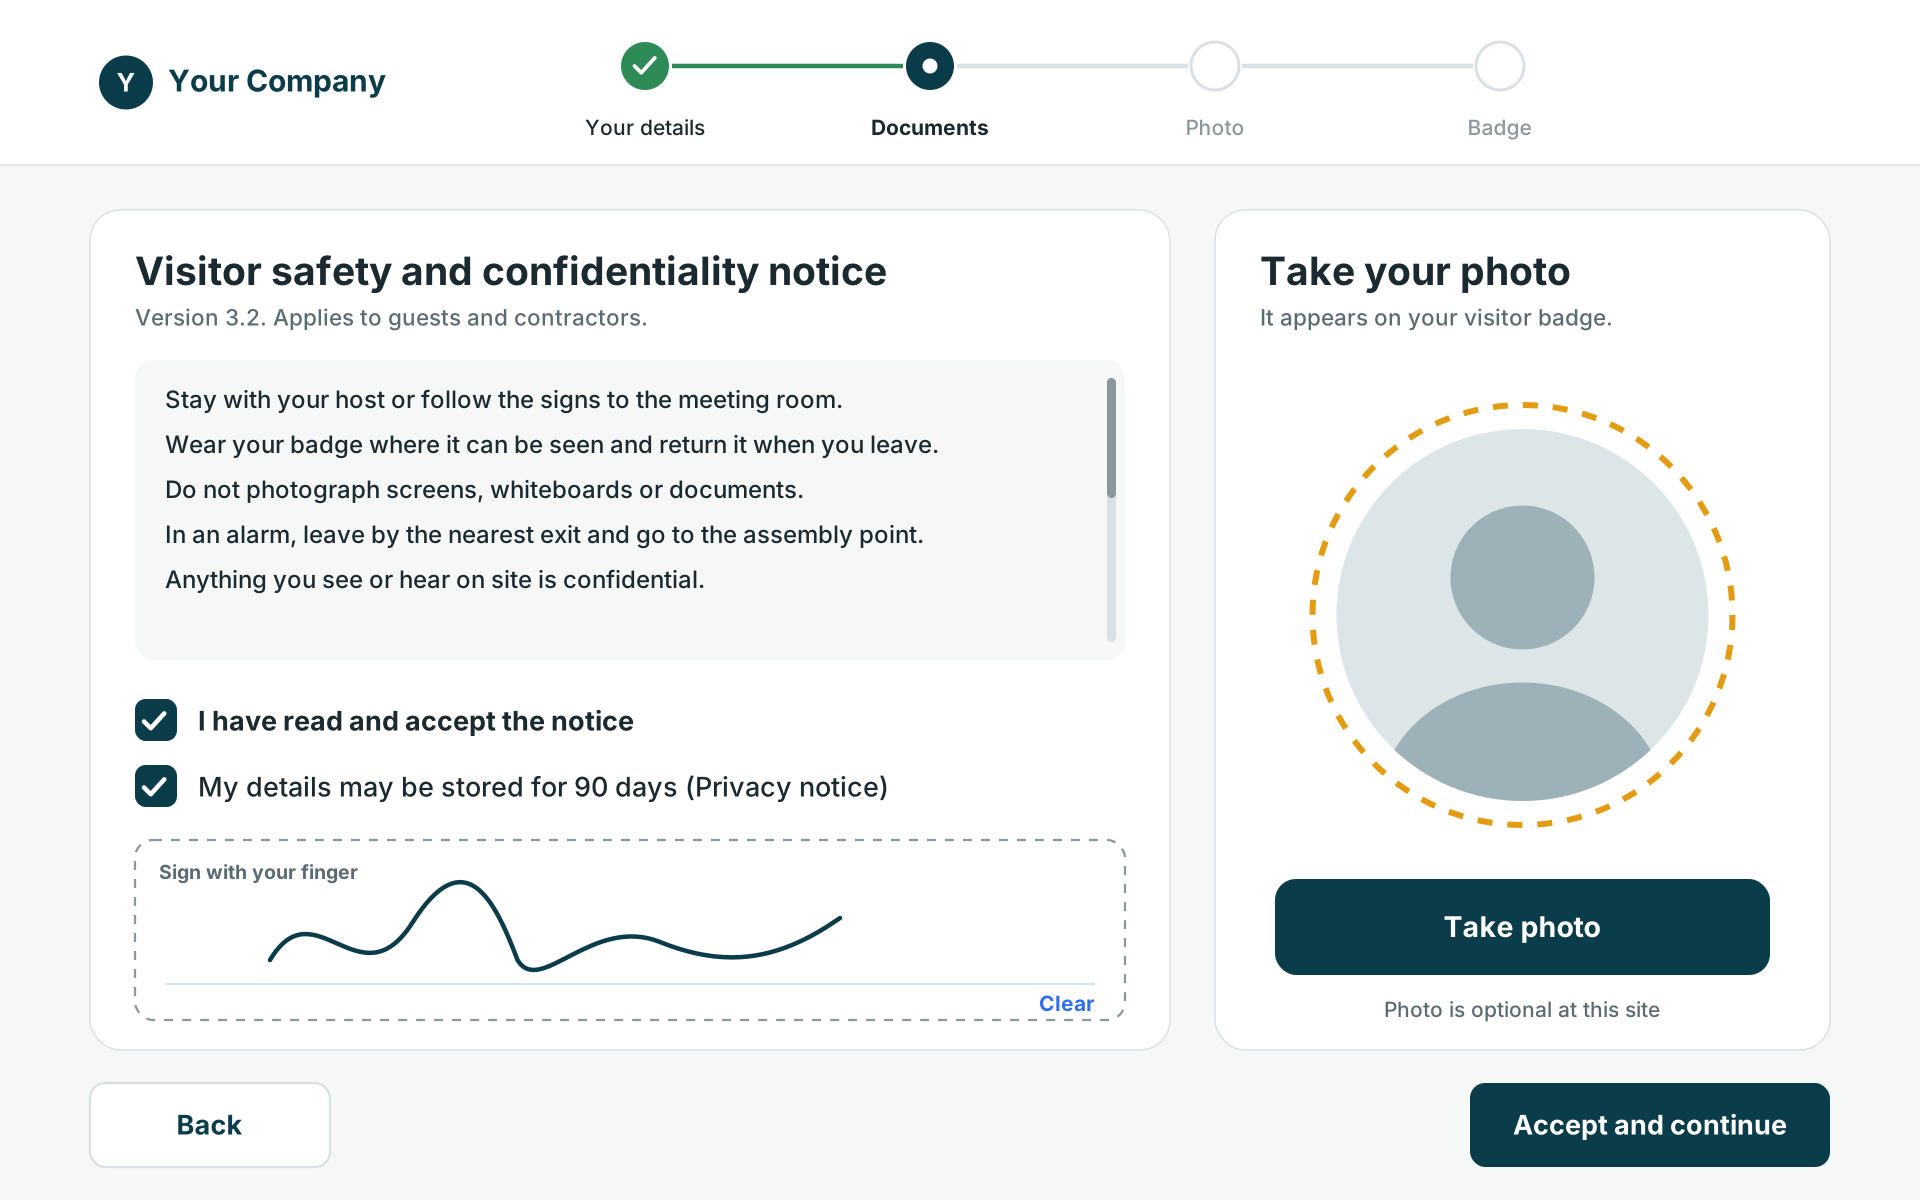 Y Your Company
Your details
Documents
Photo
Badge
Visitor safety and confidentiality notice
Version 3.2. Applies to guests and contractors.
Stay with your host or follow the signs to the meeting room.
Wear your badge where it can be seen and return it when you leave.
Do not photograph screens, whiteboards or documents.
In an alarm, leave by the nearest exit and go to the assembly point.
Anything you see or hear on site is confidential.
I have read and accept the notice
My details may be stored for 90 days (Privacy notice)
Sign with your finger
Clear
Take your photo
It appears on your visitor badge.
Take photo
Photo is optional at this site
Back
Accept and continue